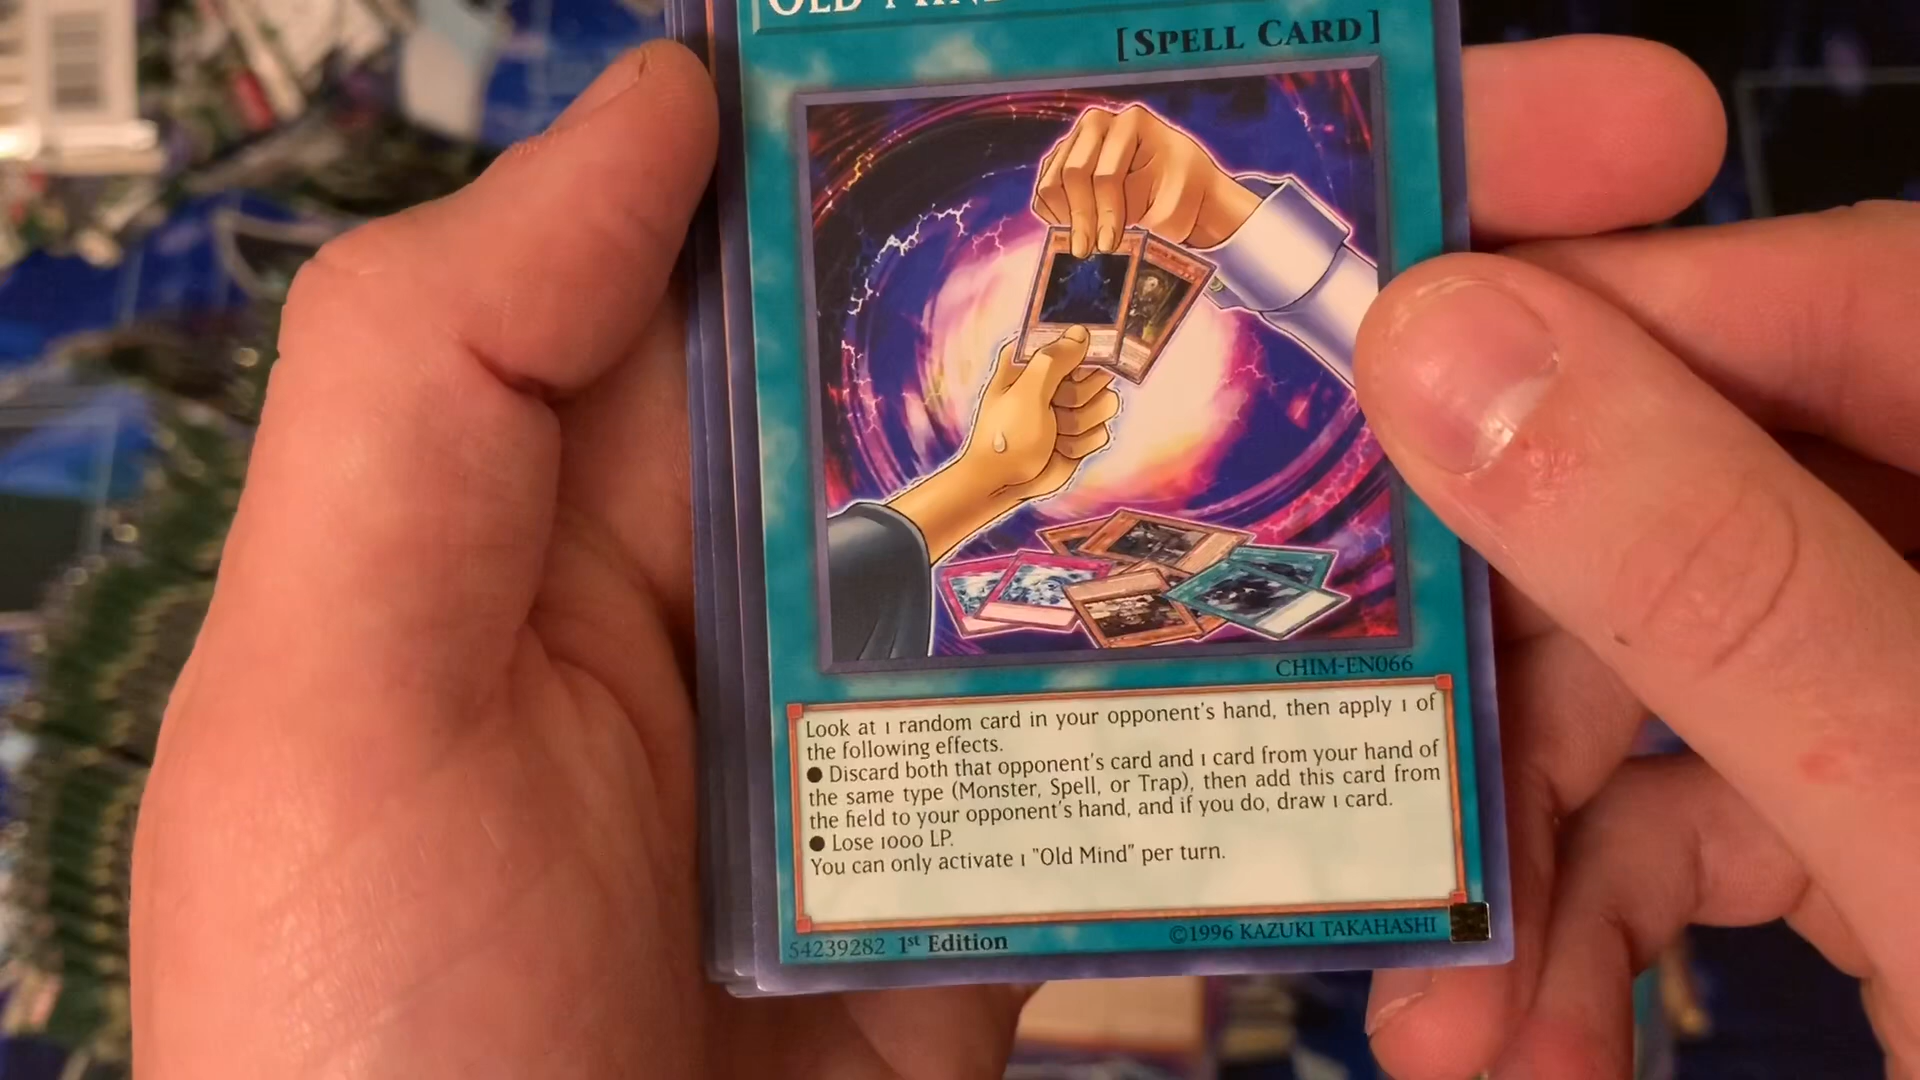 OLD MIND
[SPELL CARD]
CHIM-EN066
Look at 1 random card in your opponent's hand, then apply 1 of
the following effects.
● Discard both that opponent's card and 1 card from your hand of
the same type (Monster, Spell, or Trap), then add this card from
the field to your opponent's hand, and if you do, draw 1 card.
● Lose 1000 LP.
You can only activate 1 "Old Mind" per turn.
54239282 1st Edition
©1996 KAZUKI TAKAHASHI